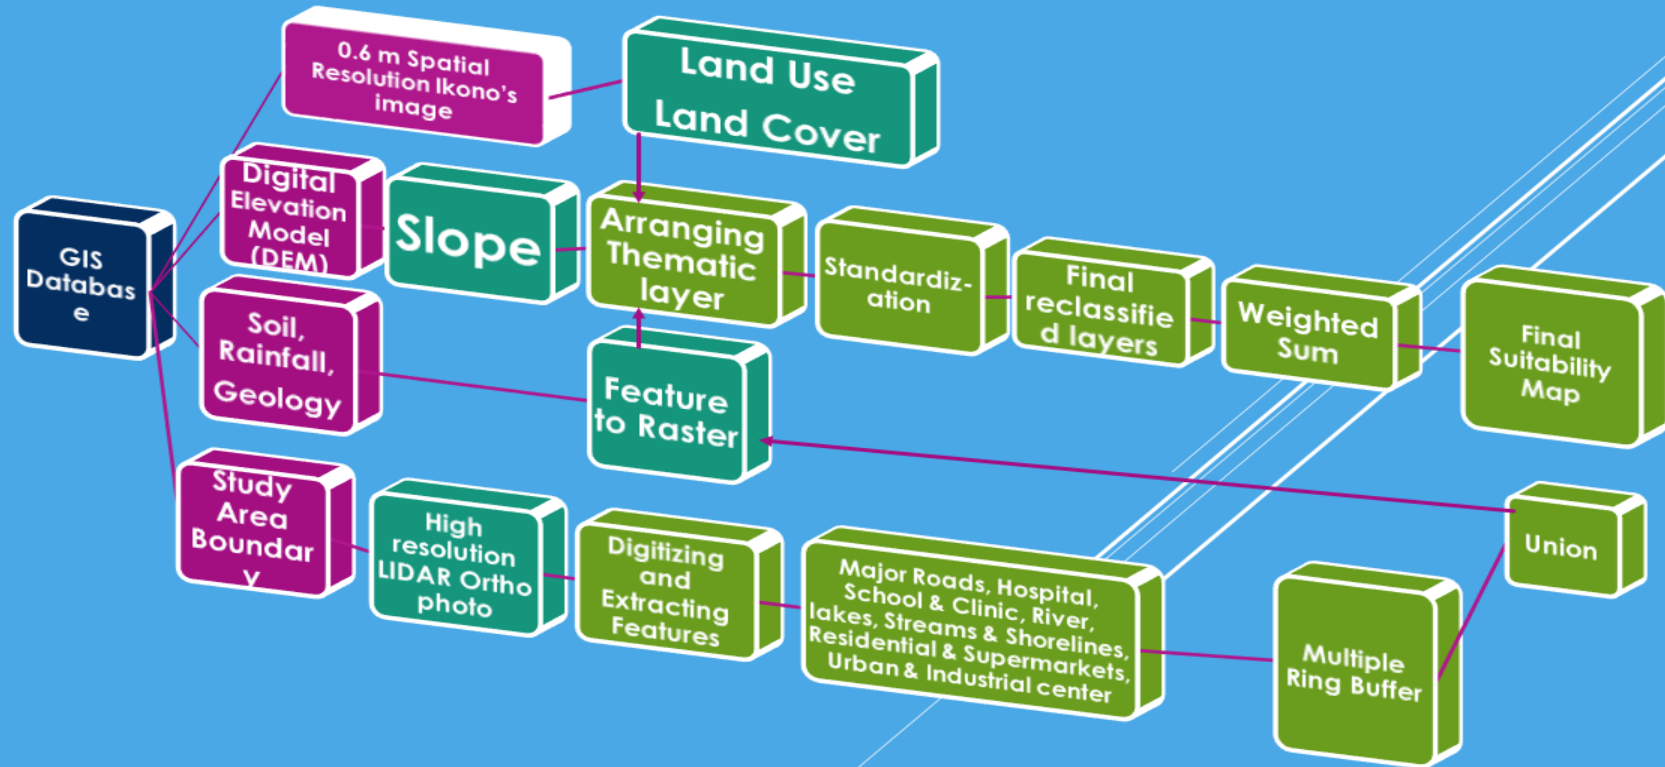 0.6 m Spatial
Resolution Ikono's
image
Land Use
Land Cover
Digital
Elevation
Model
(DEM)
Slope
Arranging
Thematic
layer
Standardiz-
ation
Final
reclassifie
d layers
Weighted
Sum
Final
Suitability
Map
GIS
Databas
e
Soil,
Rainfall,
Geology
Feature
to Raster
Study
Area
Boundar
y
High
resolution
LIDAR Ortho
photo
Digitizing
and
Extracting
Features
Major Roads, Hospital,
School & Clinic, River,
lakes, Streams & Shorelines,
Residential & Supermarkets,
Urban & Industrial center
Multiple
Ring Buffer
Union